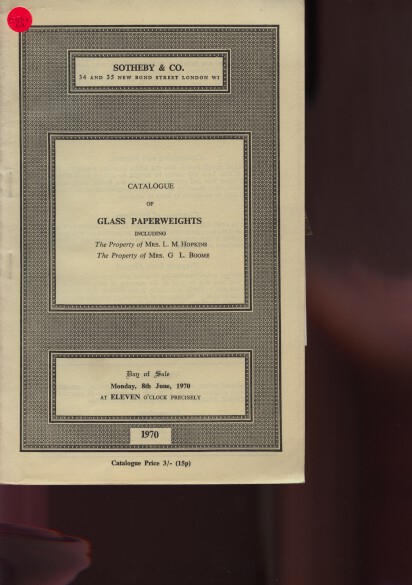 SOTHEBY & CO.
34 AND 35 NEW BOND STREET LONDON W1
CATALOGUE
OF
GLASS PAPERWEIGHTS
INCLUDING
The Property of MRS. L. M. HOPKINS
The Property of MRS. G L. BOOME
Day of Sale
Monday, 8th June, 1970
AT ELEVEN O'CLOCK PRECISELY
1970
Catalogue Price 3/- (15p)